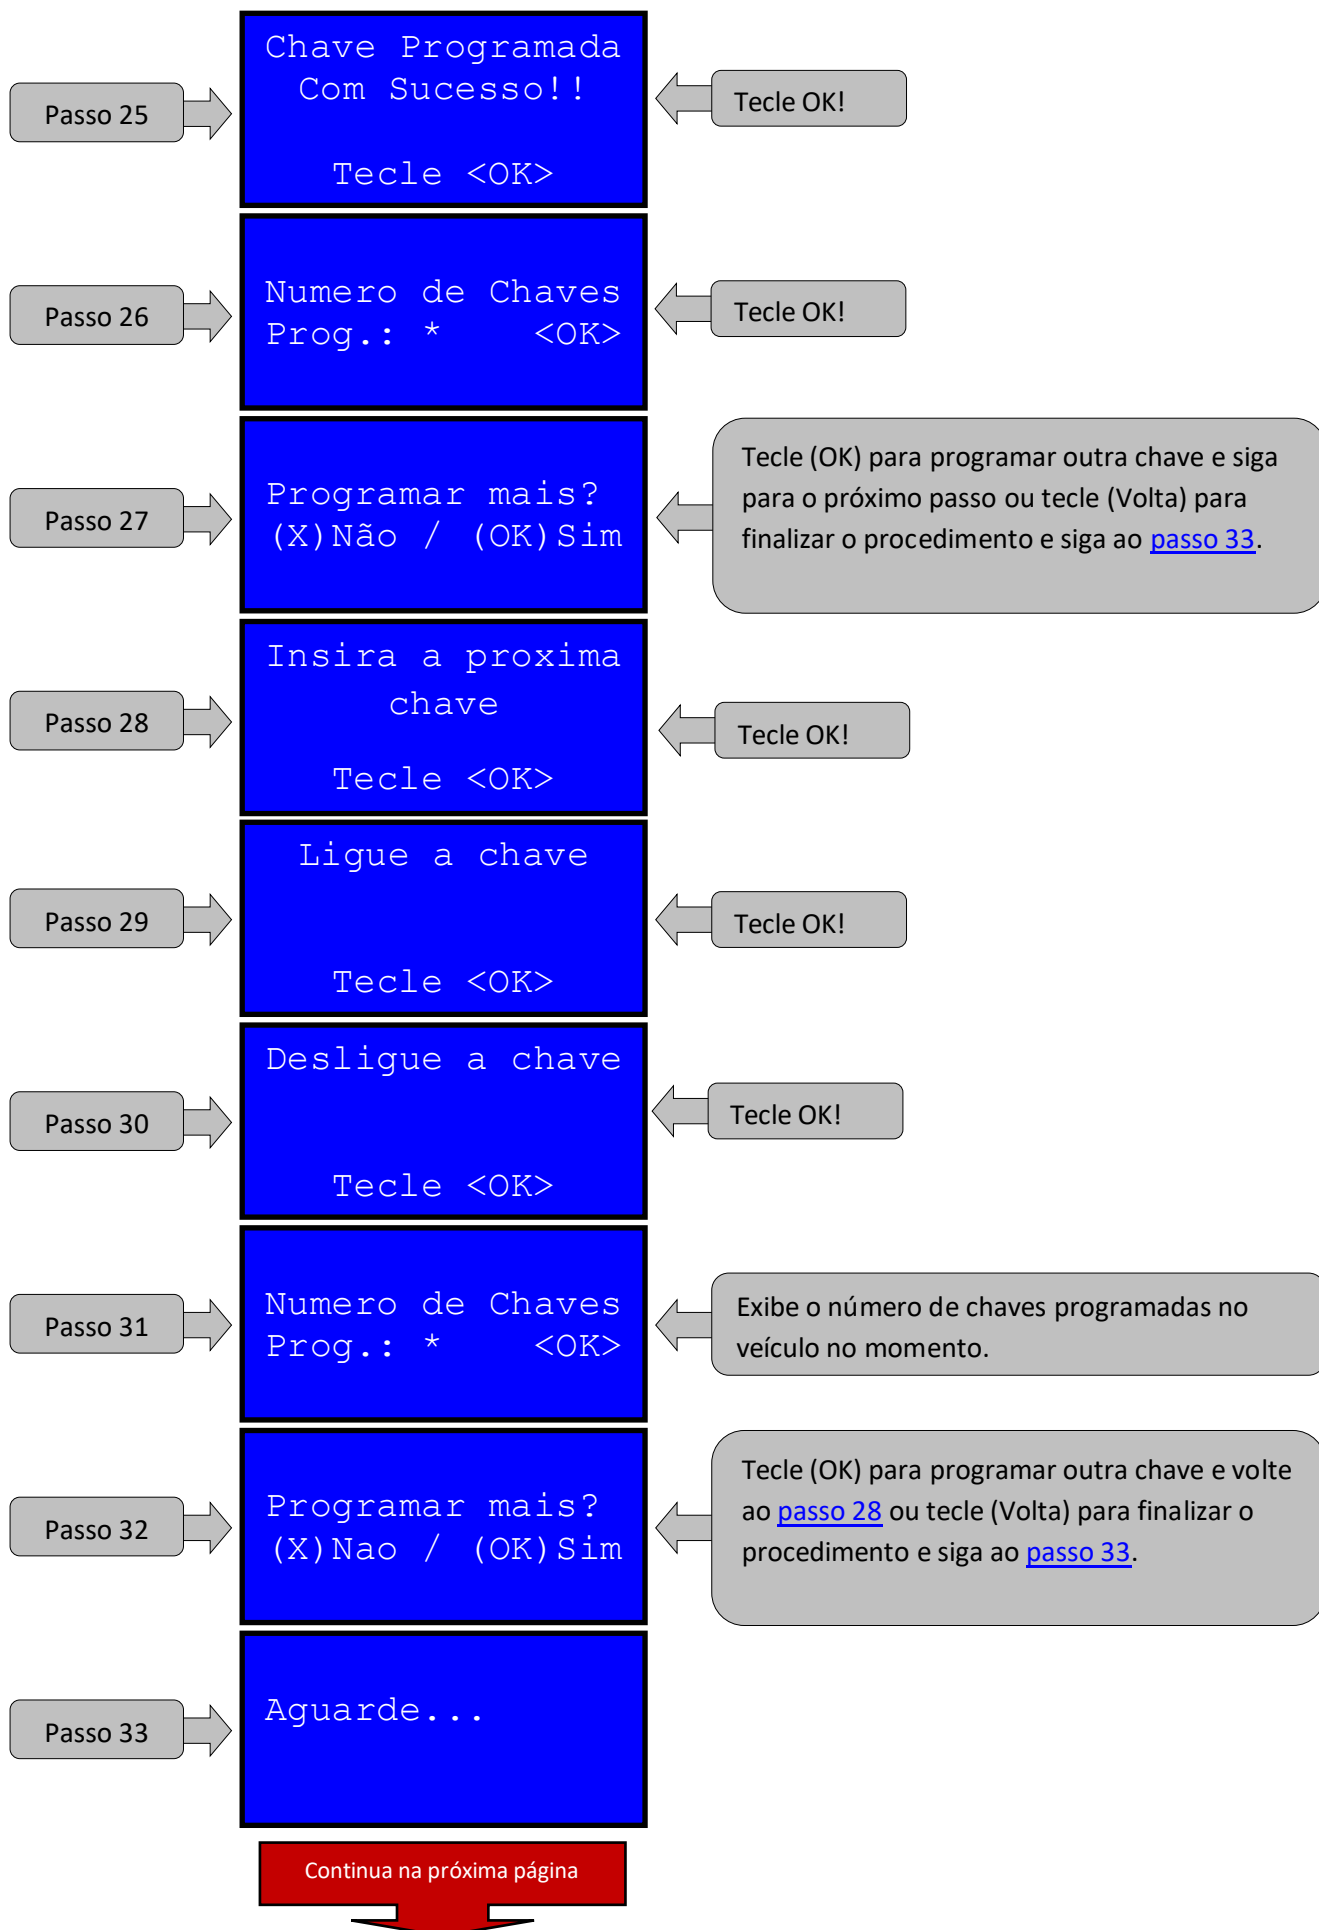 Passo 25
Chave Programada
Com Sucesso!!
Tecle <OK>
Tecle OK!
Passo 26
Numero de Chaves
Prog.: * <OK>
Tecle OK!
Passo 27
Programar mais?
(X)Não / (OK)Sim
Tecle (OK) para programar outra chave e siga
para o próximo passo ou tecle (Volta) para
finalizar o procedimento e siga ao passo 33.
Passo 28
Insira a proxima
chave
Tecle <OK>
Tecle OK!
Passo 29
Ligue a chave
Tecle <OK>
Tecle OK!
Passo 30
Desligue a chave
Tecle <OK>
Tecle OK!
Passo 31
Numero de Chaves
Prog.: * <OK>
Exibe o número de chaves programadas no
veículo no momento.
Passo 32
Programar mais?
(X)Nao / (OK)Sim
Tecle (OK) para programar outra chave e volte
ao passo 28 ou tecle (Volta) para finalizar o
procedimento e siga ao passo 33.
Passo 33
Aguarde...
Continua na próxima página